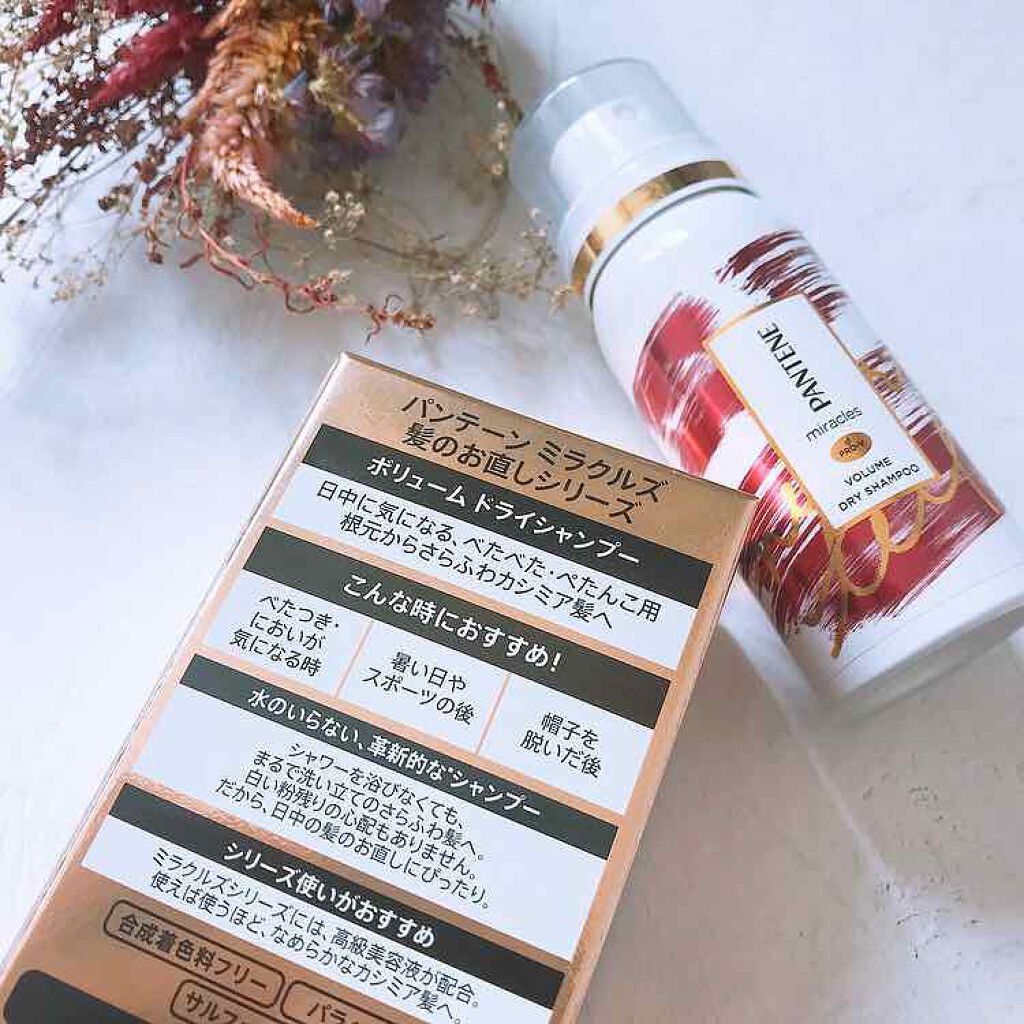 PANTENE
miracles
PRO-V
VOLUME
DRY SHAMPOO
パンテーン ミラクルズ
髪のお直しシリーズ
ボリューム ドライシャンプー
日中に気になる、べたべた・ぺたんこ用
根元からさらふわカシミア髪へ
こんな時におすすめ!
べたつき・
においが
気になる時
暑い日や
スポーツの後
帽子を
脱いだ後
水のいらない、革新的な*シャンプー
シャワーを浴びなくても、
まるで洗い立てのさらふわ髪へ。
白い粉残りの心配もありません。
だから、日中の髪のお直しにぴったり。
シリーズ使いがおすすめ
ミラクルズシリーズには、高級美容液が配合。
使えば使うほど、なめらかなカシミア髪へ。
合成着色料フリー